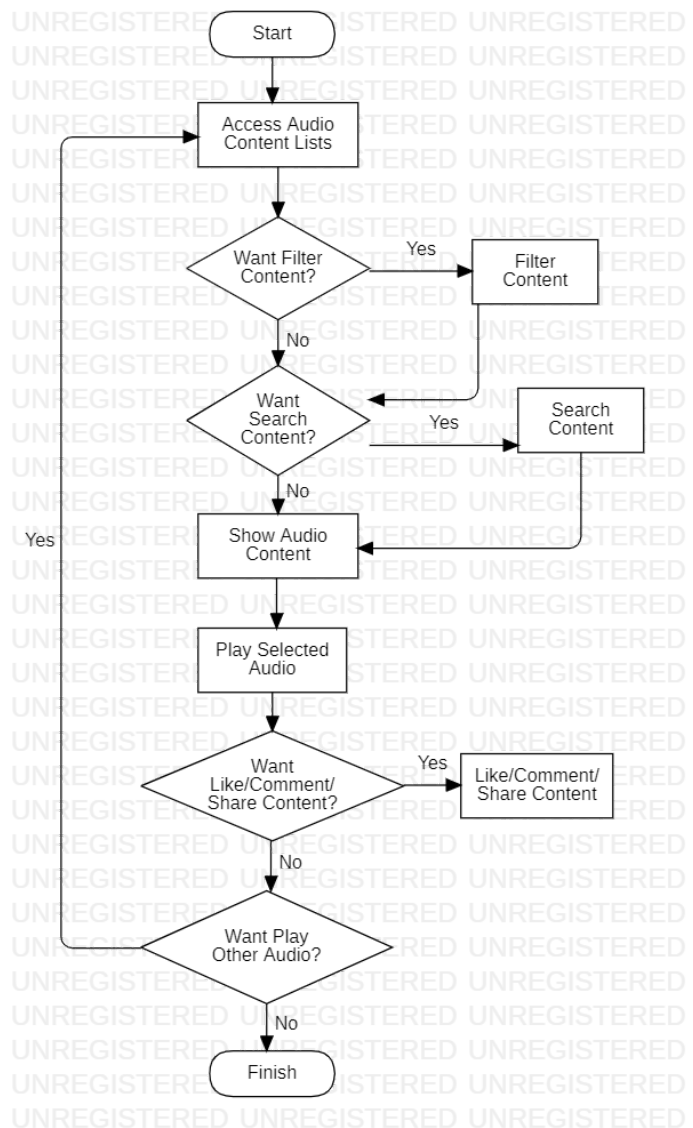 Start
Access Audio
Content Lists
Want Filter
Content?
Yes
Filter
Content
No
Want
Search
Content?
Yes
Search
Content
No
Show Audio
Content
Yes
Play Selected
Audio
Want
Like/Comment/
Share Content?
Yes
Like/Comment/
Share Content
No
Want Play
Other Audio?
No
Finish
UNREGISTERED UNREGISTERED UNREGISTERED